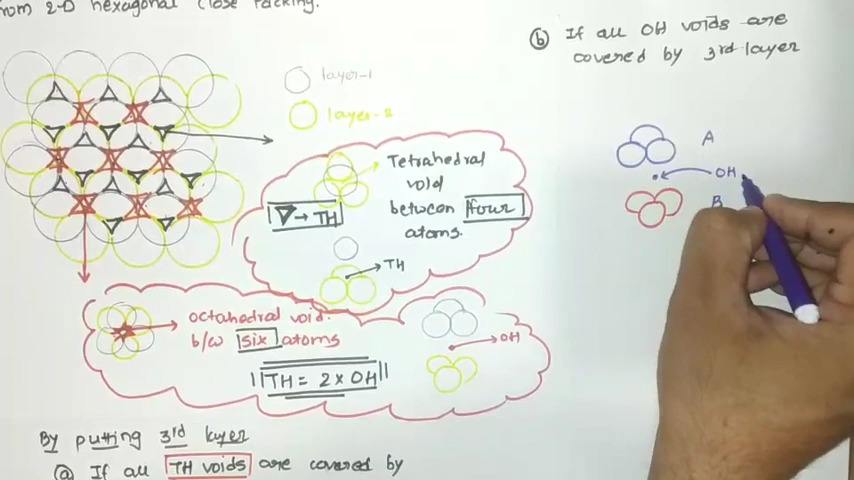 from 2-D hexagonal close packing.
layer-1
layer-2
Tetrahedral
void
between four
atoms.
→ TH
TH
octahedral void.
b/w six atoms
OH
TH = 2 x OH
By putting 3rd layer
(a) If all TH voids are covered by
(b) If all OH voids are
covered by 3rd layer
A
OH
B